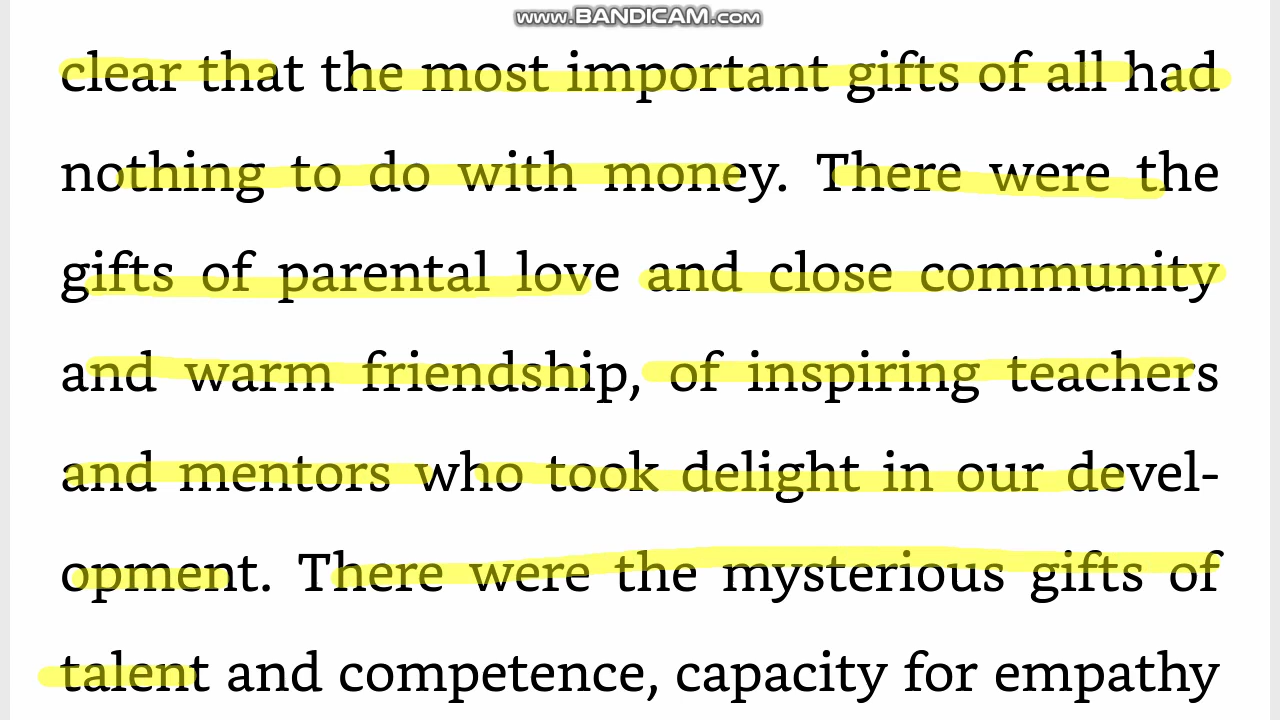 www.BANDICAM.com
clear that the most important gifts of all had
nothing to do with money. There were the
gifts of parental love and close community
and warm friendship, of inspiring teachers
and mentors who took delight in our devel-
opment. There were the mysterious gifts of
talent and competence, capacity for empathy